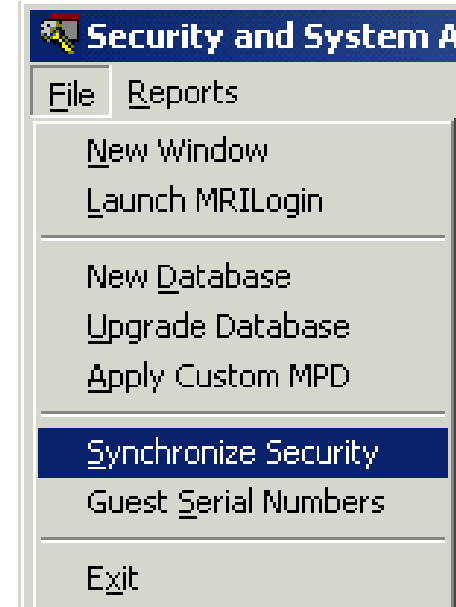 Security and System A
File Reports
New Window
Launch MRILogin
New Database
Upgrade Database
Apply Custom MPD
Synchronize Security
Guest Serial Numbers
Exit